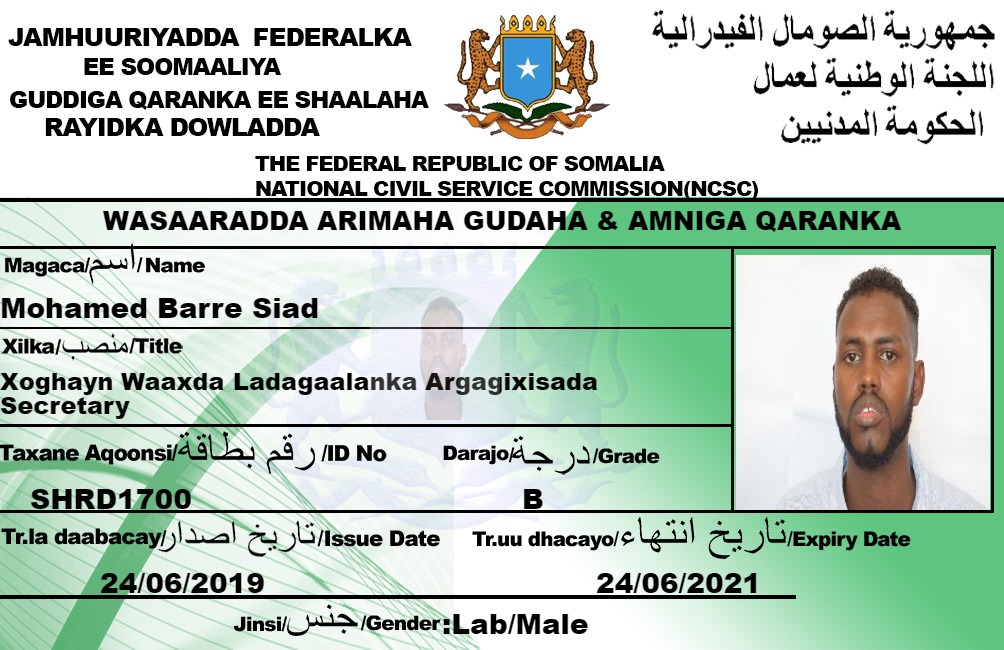 JAMHUURIYADDA FEDERALKA
EE SOOMAALIYA
GUDDIGA QARANKA EE SHAALAHA
RAYIDKA DOWLADDA
جمهورية الصومال الفيدرالية
اللجنة الوطنية لعمال
الحكومة المدنيين
THE FEDERAL REPUBLIC OF SOMALIA
NATIONAL CIVIL SERVICE COMMISSION(NCSC)
WASAARADDA ARIMAHA GUDAHA & AMNIGA QARANKA
Magaca/اسم/Name
Mohamed Barre Siad
Xilka/منصب/Title
Xoghayn Waaxda Ladagaalanka Argagixisada
Secretary
Taxane Aqoonsi/رقم بطاقة/ID No
Darajo/درجة/Grade
SHRD1700
B
Tr.la daabacay/تاريخ اصدار/Issue Date
Tr.uu dhacayo/تاريخ انتهاء/Expiry Date
24/06/2019
24/06/2021
Jinsi/جنس/Gender:Lab/Male